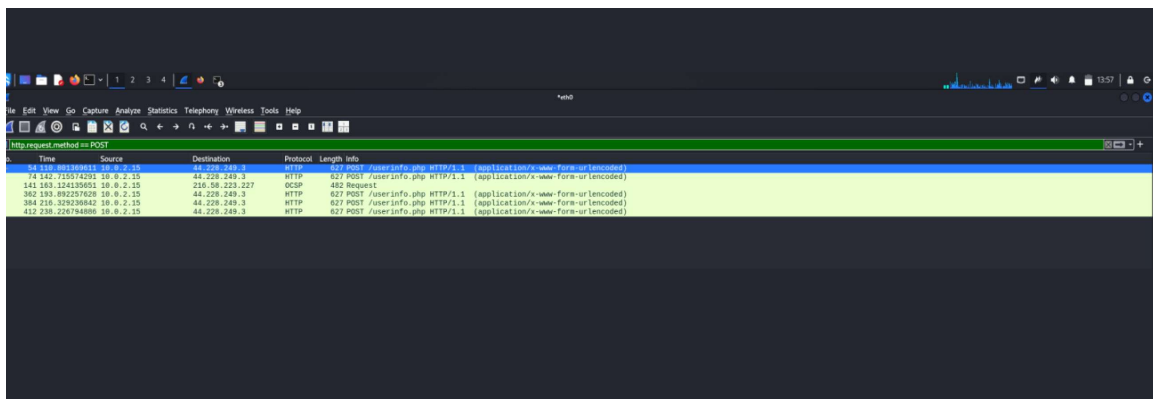 1 2 3 4
13:57
*eth0
File Edit View Go Capture Analyze Statistics Telephony Wireless Tools Help
http.request.method == POST
Time Source Destination Protocol Length Info
54 110.801369611 10.0.2.15 44.228.249.3 HTTP 627 POST /userinfo.php HTTP/1.1 (application/x-www-form-urlencoded)
74 142.715574291 10.0.2.15 44.228.249.3 HTTP 627 POST /userinfo.php HTTP/1.1 (application/x-www-form-urlencoded)
141 163.124135651 10.0.2.15 216.58.223.227 OCSP 482 Request
362 193.892257628 10.0.2.15 44.228.249.3 HTTP 627 POST /userinfo.php HTTP/1.1 (application/x-www-form-urlencoded)
384 216.329236842 10.0.2.15 44.228.249.3 HTTP 627 POST /userinfo.php HTTP/1.1 (application/x-www-form-urlencoded)
412 238.226794886 10.0.2.15 44.228.249.3 HTTP 627 POST /userinfo.php HTTP/1.1 (application/x-www-form-urlencoded)